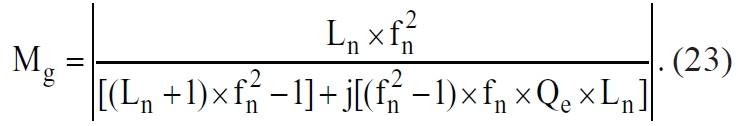 M_g = | L_n × f_n^2 / [(L_n +1)× f_n^2 −1]+ j[(f_n^2 −1)× f_n × Q_e × L_n] | . (23)